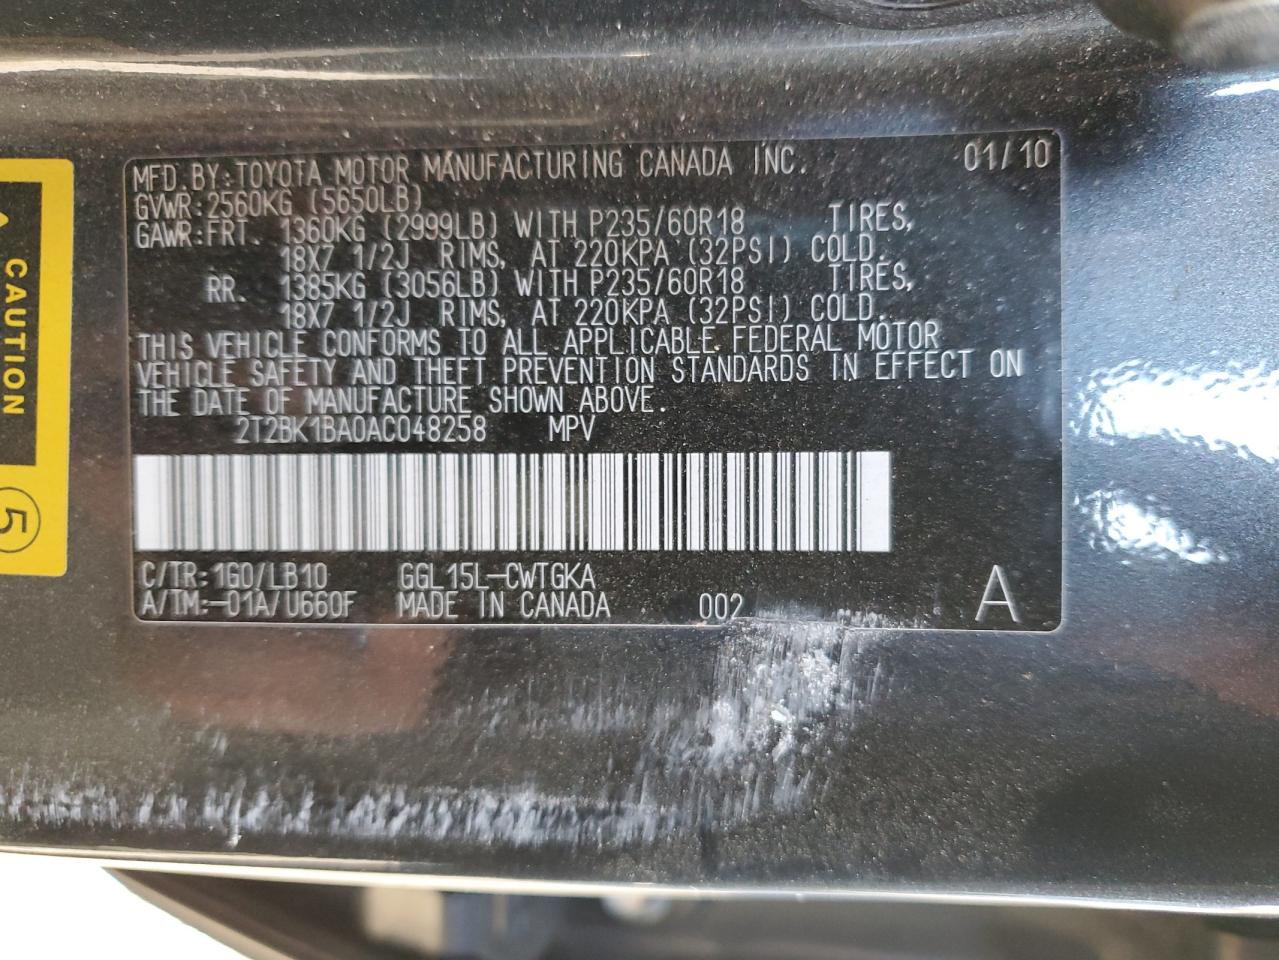 MFD.BY:TOYOTA MOTOR MANUFACTURING CANADA INC. 01/10
GVWR:2560KG (5650LB)
GAWR:FRT. 1360KG (2999LB) WITH P235/60R18 TIRES,
18X7 1/2J RIMS, AT 220KPA (32PSI) COLD.
RR. 1385KG (3056LB) WITH P235/60R18 TIRES,
18X7 1/2J RIMS, AT 220KPA (32PSI) COLD.
THIS VEHICLE CONFORMS TO ALL APPLICABLE FEDERAL MOTOR
VEHICLE SAFETY AND THEFT PREVENTION STANDARDS IN EFFECT ON
THE DATE OF MANUFACTURE SHOWN ABOVE.
2T2BK1BA0AC048258 MPV
C/TR:1G0/LB10 GGL15L-CWTGKA
A/TM:-01A/U660F MADE IN CANADA 002 A
CAUTION
5